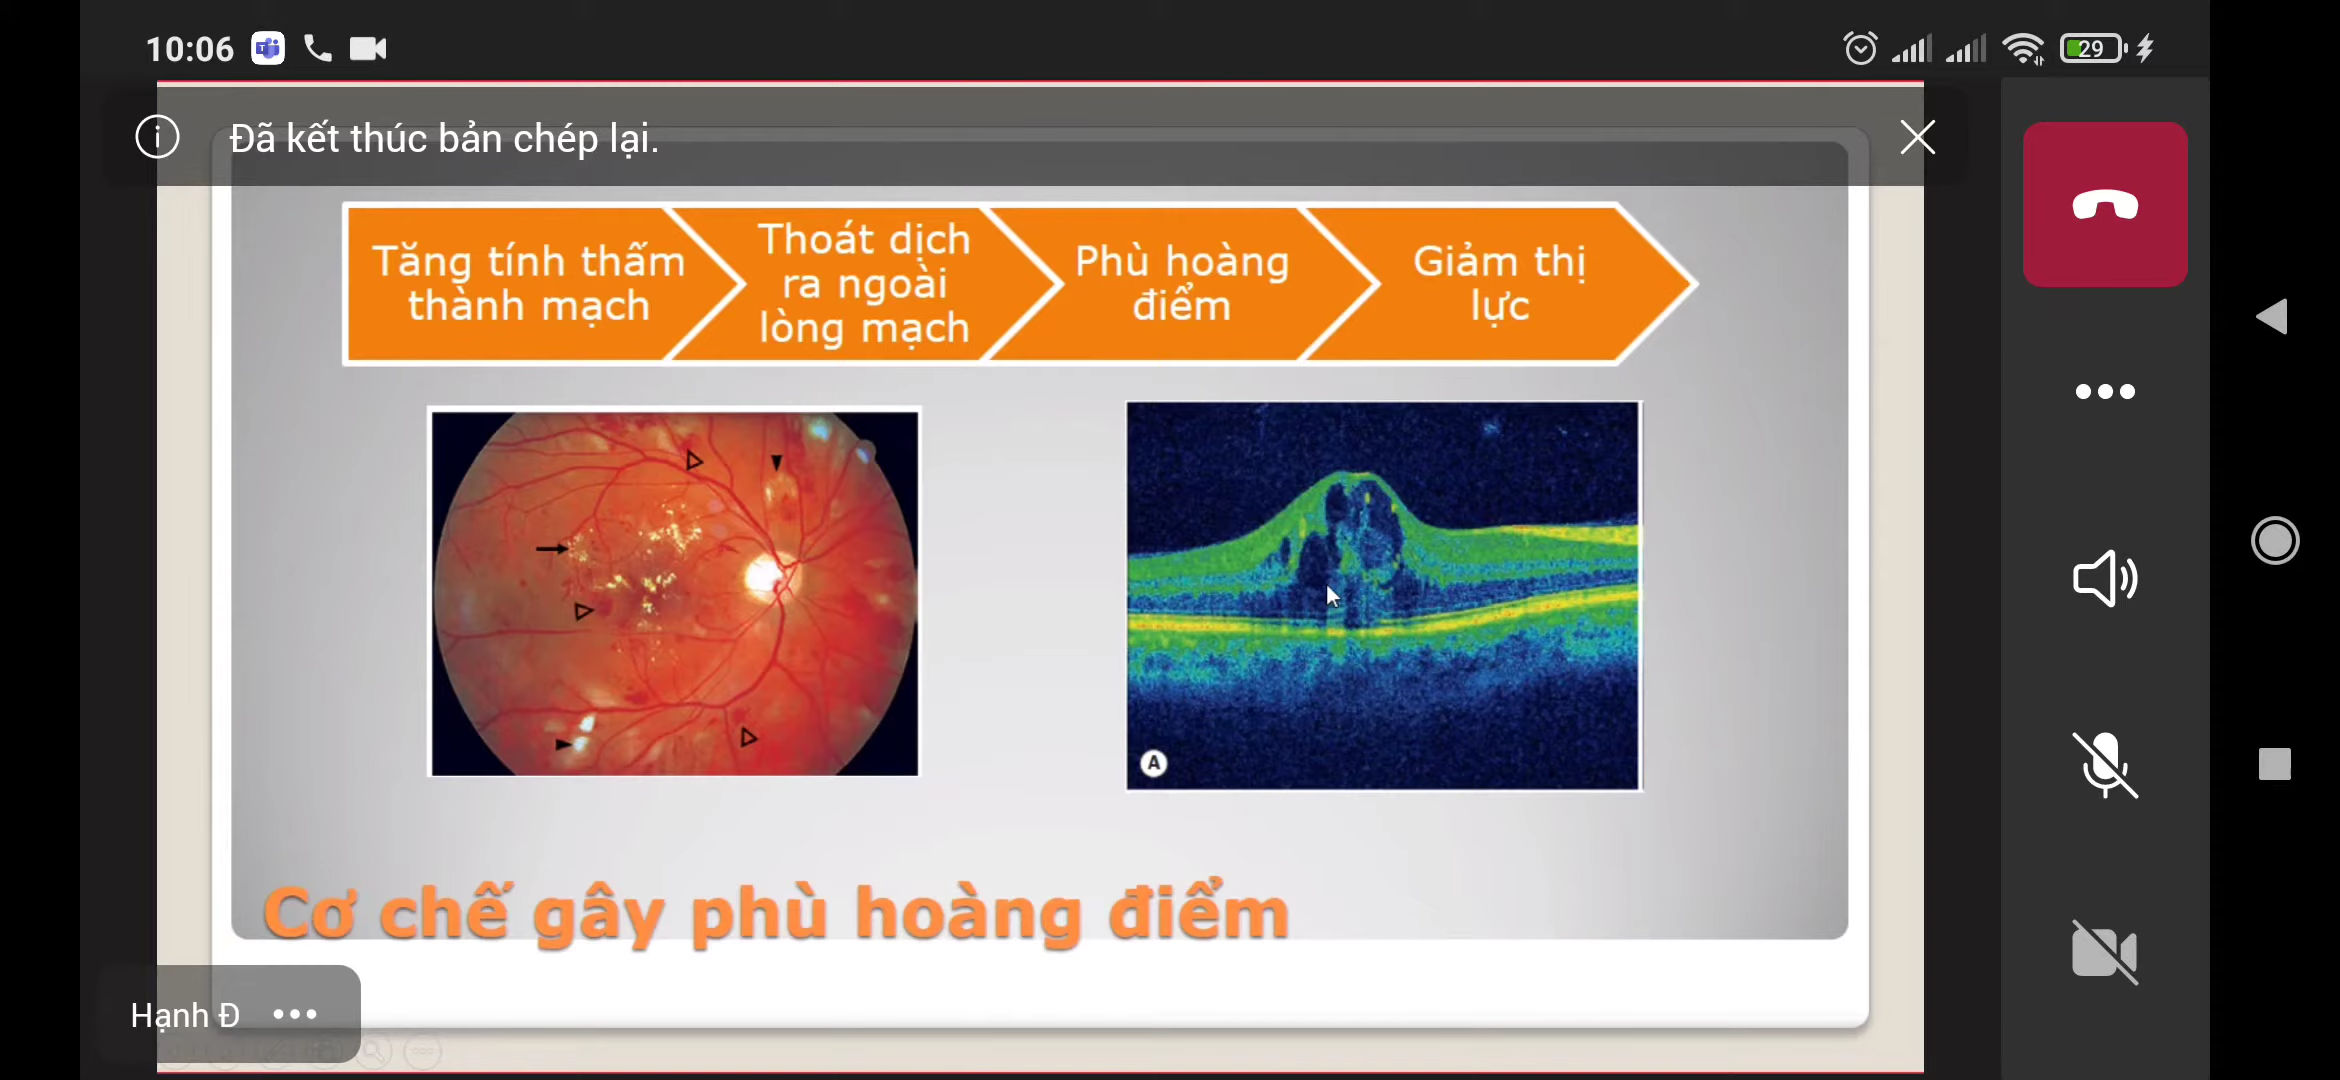 10:06
29
Đã kết thúc bản chép lại.
Tăng tính thấm
thành mạch
Thoát dịch
ra ngoài
lòng mạch
Phù hoàng
điểm
Giảm thị
lực
A
Cơ chế gây phù hoàng điểm
Hạnh Đ